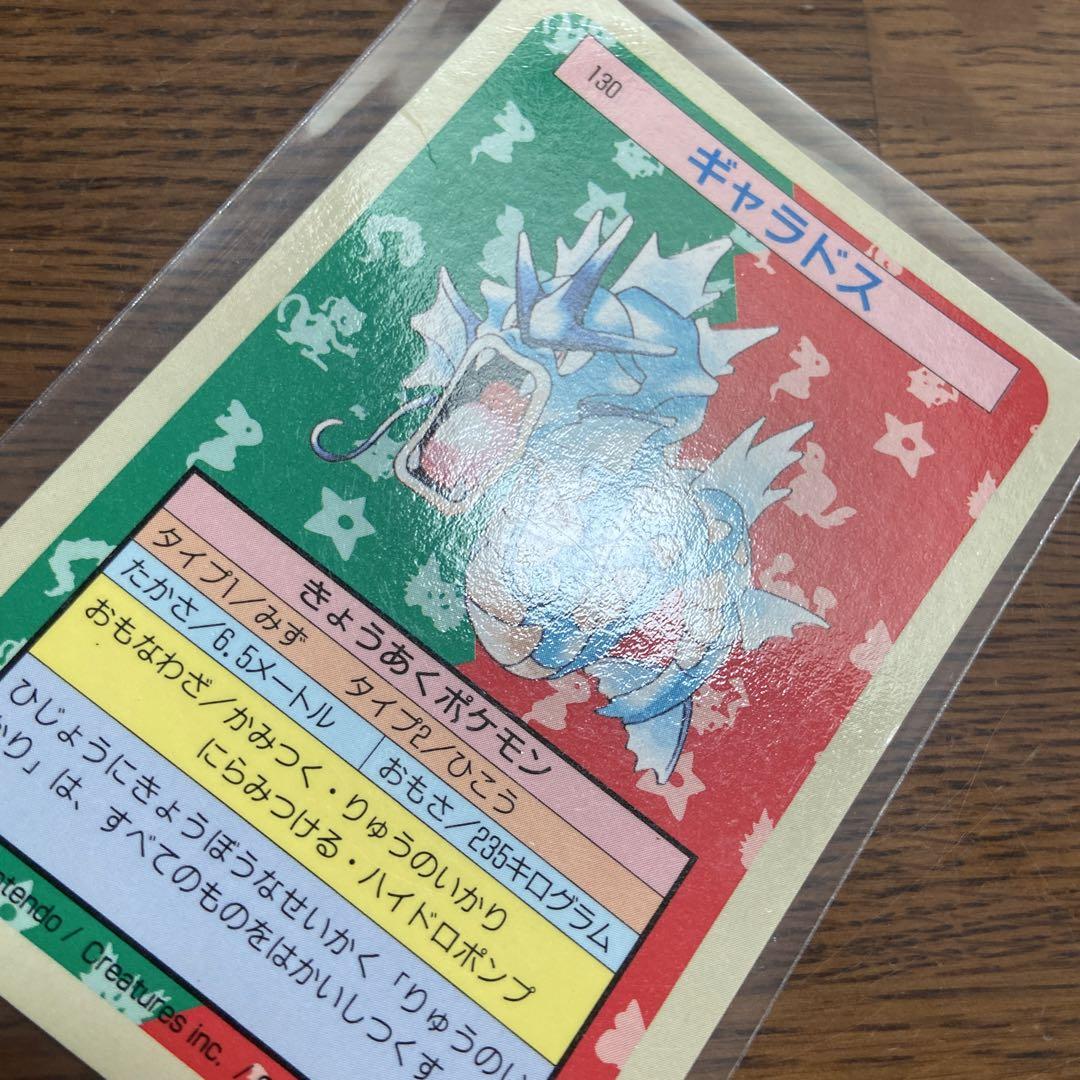 130
ギャラドス
きょうあくポケモン
タイプ1/みず タイプ2/ひこう
たかさ/6.5メートル おもさ/235キログラム
おもなわざ/かみつく・りゅうのいかり
にらみつける・ハイドロポンプ
ひじょうにきょうぼうなせいかく「りゅうのい
かり」は、すべてのものをはかいしつくす
ntendo / Creatures inc. /